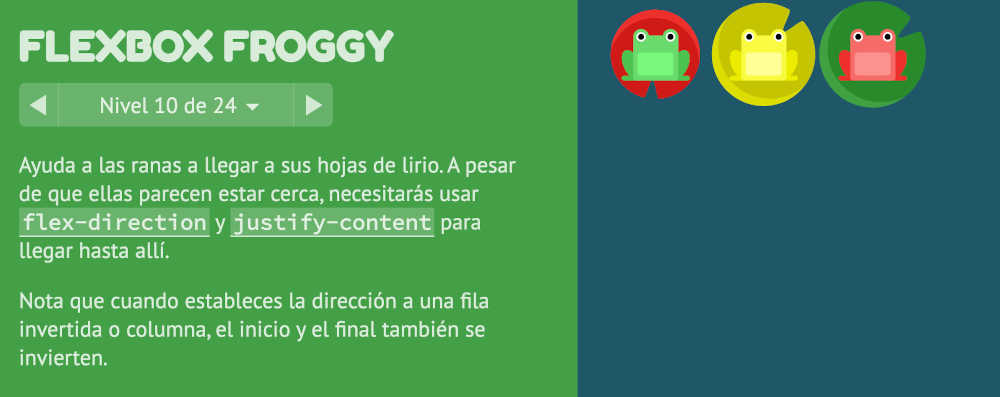 FLEXBOX FROGGY
Nivel 10 de 24
Ayuda a las ranas a llegar a sus hojas de lirio. A pesar
de que ellas parecen estar cerca, necesitarás usar
flex-direction y justify-content para
llegar hasta allí.
Nota que cuando estableces la dirección a una fila
invertida o columna, el inicio y el final también se
invierten.